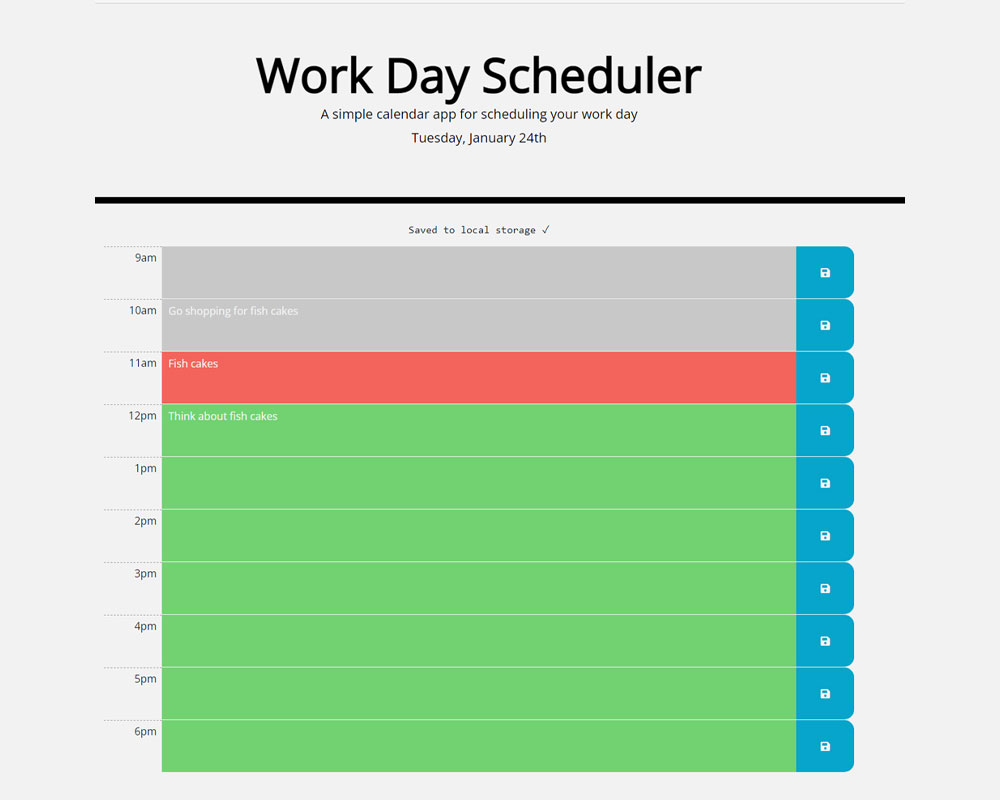 Work Day Scheduler
A simple calendar app for scheduling your work day
Tuesday, January 24th
Saved to local storage ✓
9am
10am Go shopping for fish cakes
11am Fish cakes
12pm Think about fish cakes
1pm
2pm
3pm
4pm
5pm
6pm